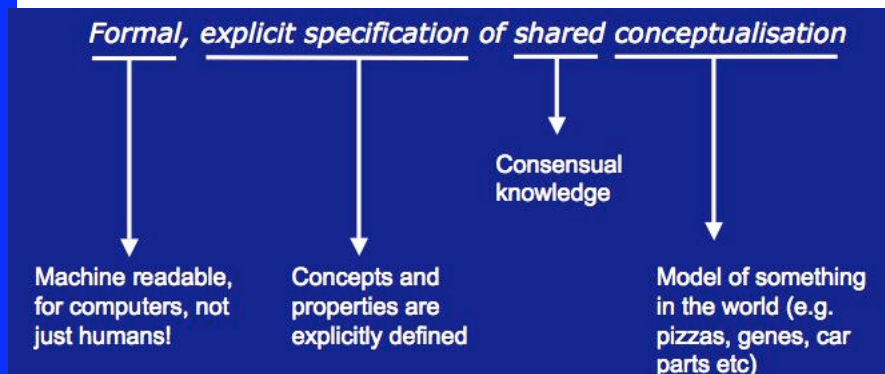 Formal, explicit specification of shared conceptualisation
Consensual
knowledge
Machine readable,
for computers, not
just humans!
Concepts and
properties are
explicitly defined
Model of something
in the world (e.g.
pizzas, genes, car
parts etc)